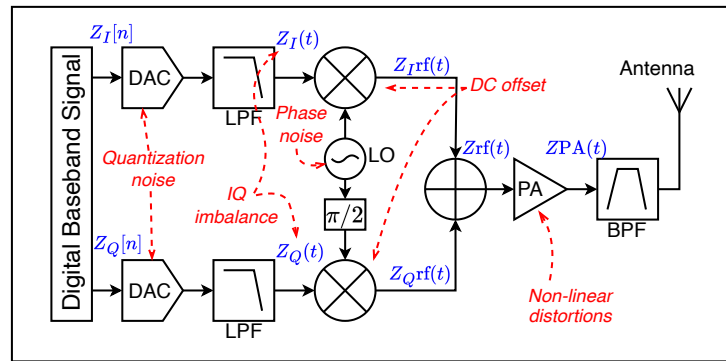 Digital Baseband Signal
Z_I[n]
DAC
LPF
Z_I(t)
Z_Irf(t)
DC offset
Antenna
Phase
noise
LO
Quantization
noise
IQ
imbalance
π/2
Zrf(t)
PA
ZPA(t)
BPF
Z_Q[n]
DAC
LPF
Z_Q(t)
Z_Qrf(t)
Non-linear
distortions